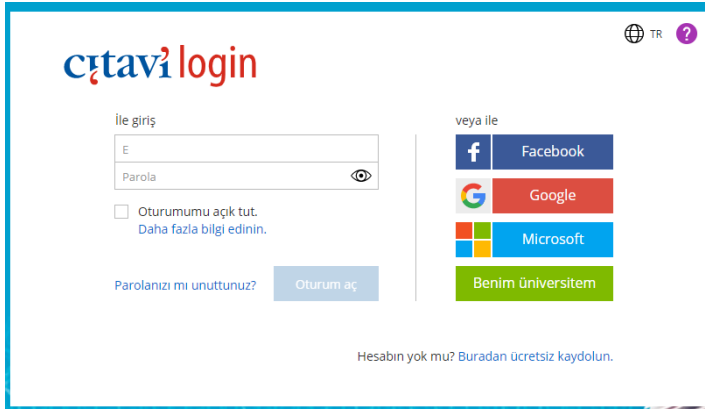 TR ?
cıtavi login
İle giriş
E
Parola
Oturumumu açık tut.
Daha fazla bilgi edinin.
Parolanızı mı unuttunuz?
Oturum aç
veya ile
f Facebook
G Google
Microsoft
Benim üniversitem
Hesabın yok mu? Buradan ücretsiz kaydolun.